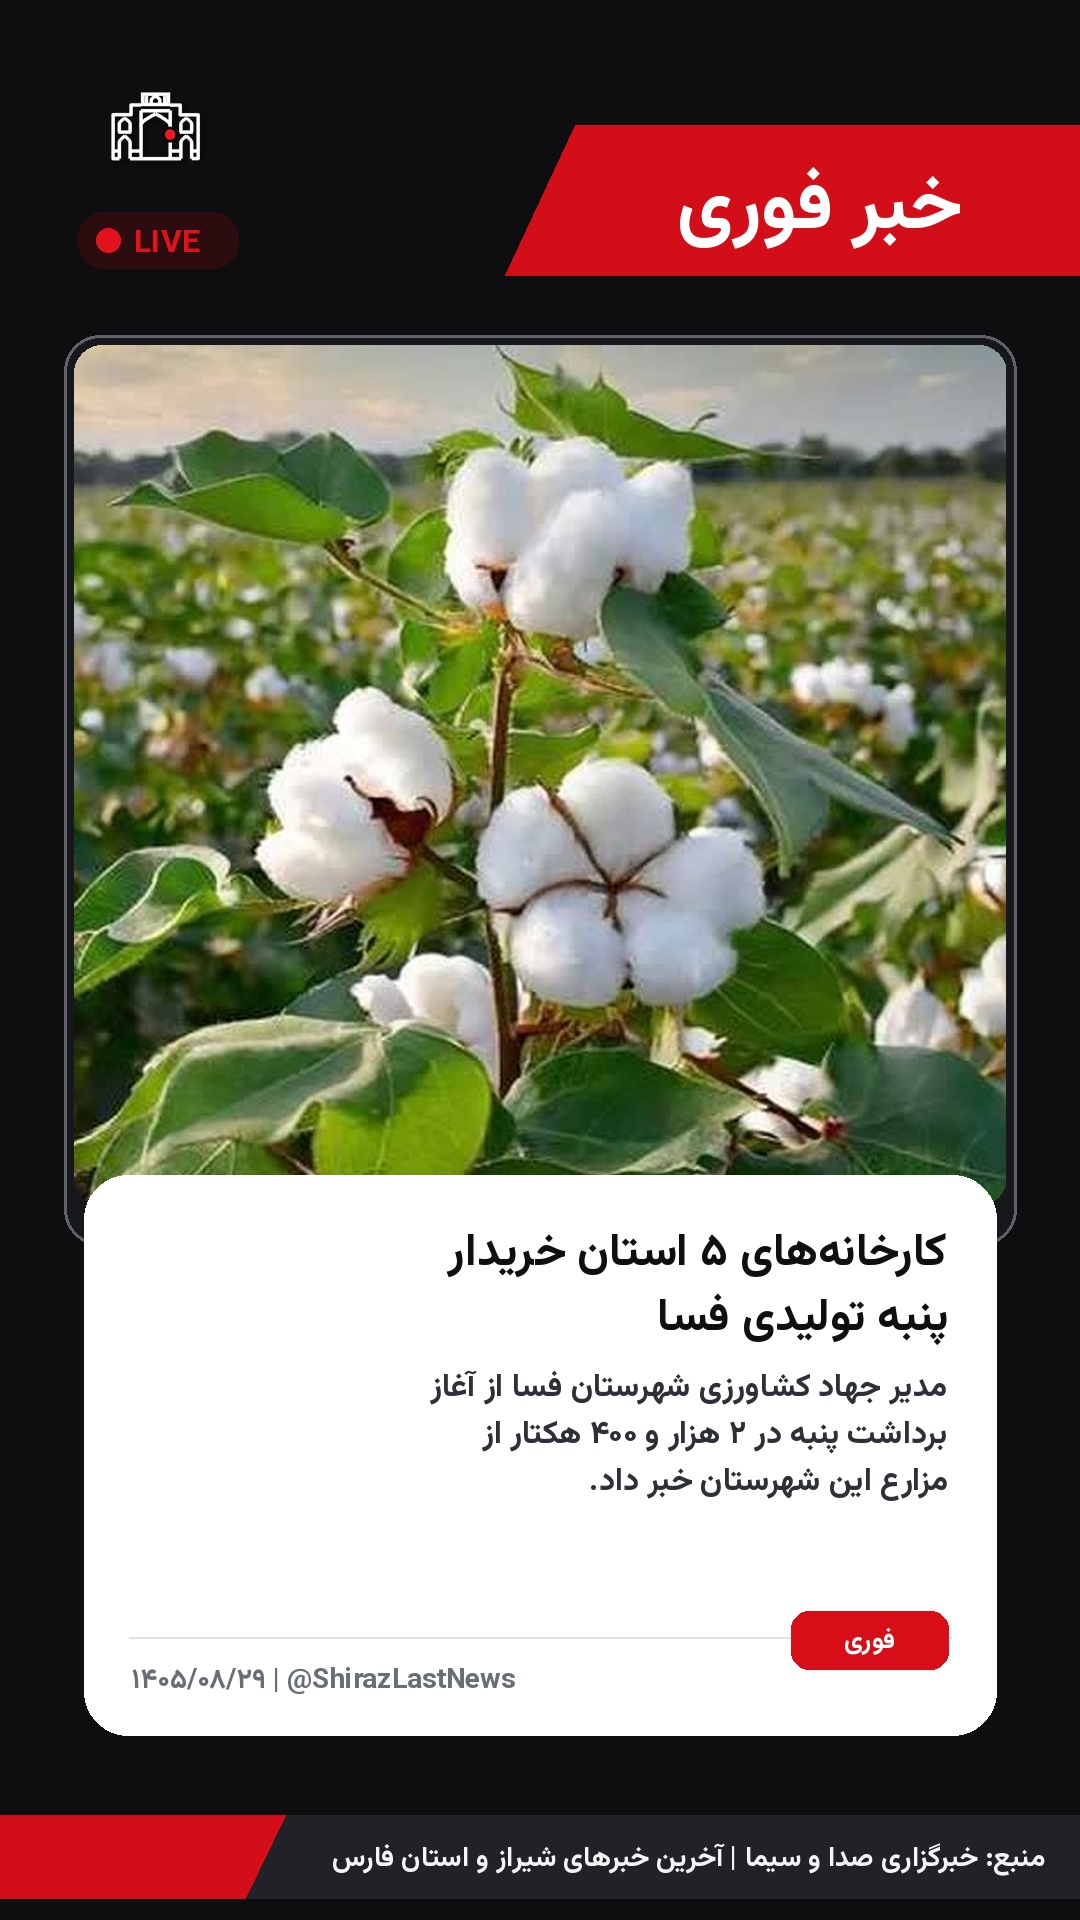 خبر فوری
LIVE
کارخانه‌های ۵ استان خریدار
پنبه تولیدی فسا
مدیر جهاد کشاورزی شهرستان فسا از آغاز
برداشت پنبه در ۲ هزار و ۴۰۰ هکتار از
مزارع این شهرستان خبر داد.
فوری
۱۴۰۵/۰۸/۲۹ | @ShirazLastNews
منبع: خبرگزاری صدا و سیما | آخرین خبرهای شیراز و استان فارس